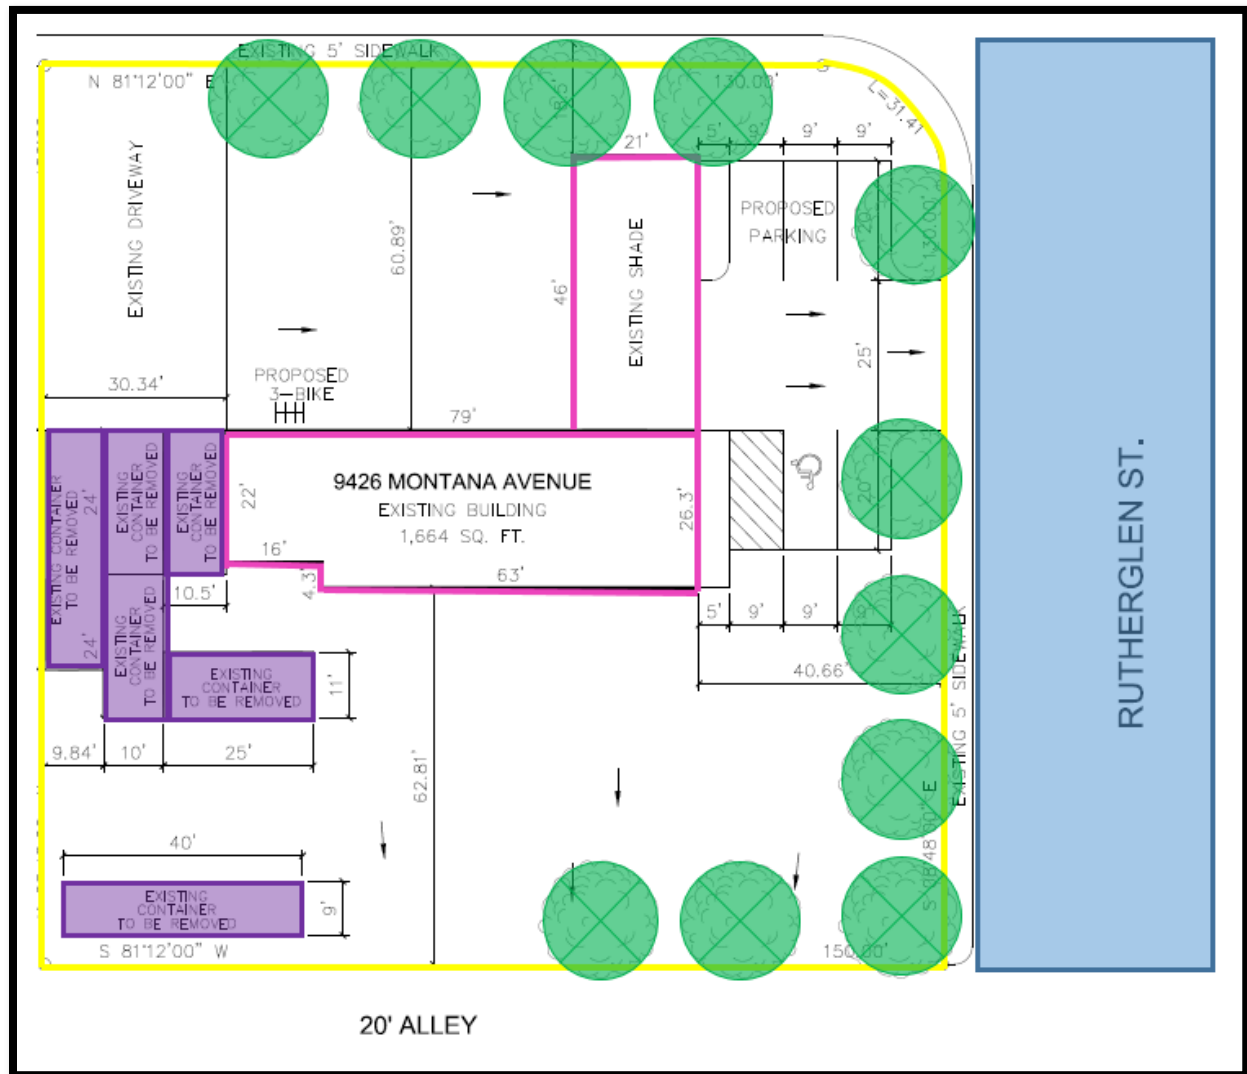 EXISTING 5' SIDEWALK
N 81°12'00" E
130.00'
L=31.41
5'
9'
9'
9'
21'
EXISTING DRIVEWAY
60.89'
46'
EXISTING SHADE
PROPOSED
PARKING
20'
130.00'
25'
30.34'
PROPOSED
3-BIKE
79'
EXISTING CONTAINER
TO BE REMOVED
24'
24'
EXISTING
CONTAINER
TO BE REMOVED
EXISTING
CONTAINER
TO BE REMOVED
22'
9426 MONTANA AVENUE
EXISTING BUILDING
1,664 SQ. FT.
26.3'
20'
16'
4.3'
63'
10.5'
EXISTING
CONTAINER
TO BE REMOVED
5'
9'
9'
9'
40.66'
EXISTING
CONTAINER
TO BE REMOVED
11'
9.84'
10'
25'
62.81'
EXISTING 5' SIDEWALK
RUTHERGLEN ST.
40'
EXISTING
CONTAINER
TO BE REMOVED
9'
S 81°12'00" W
150.00'
20' ALLEY